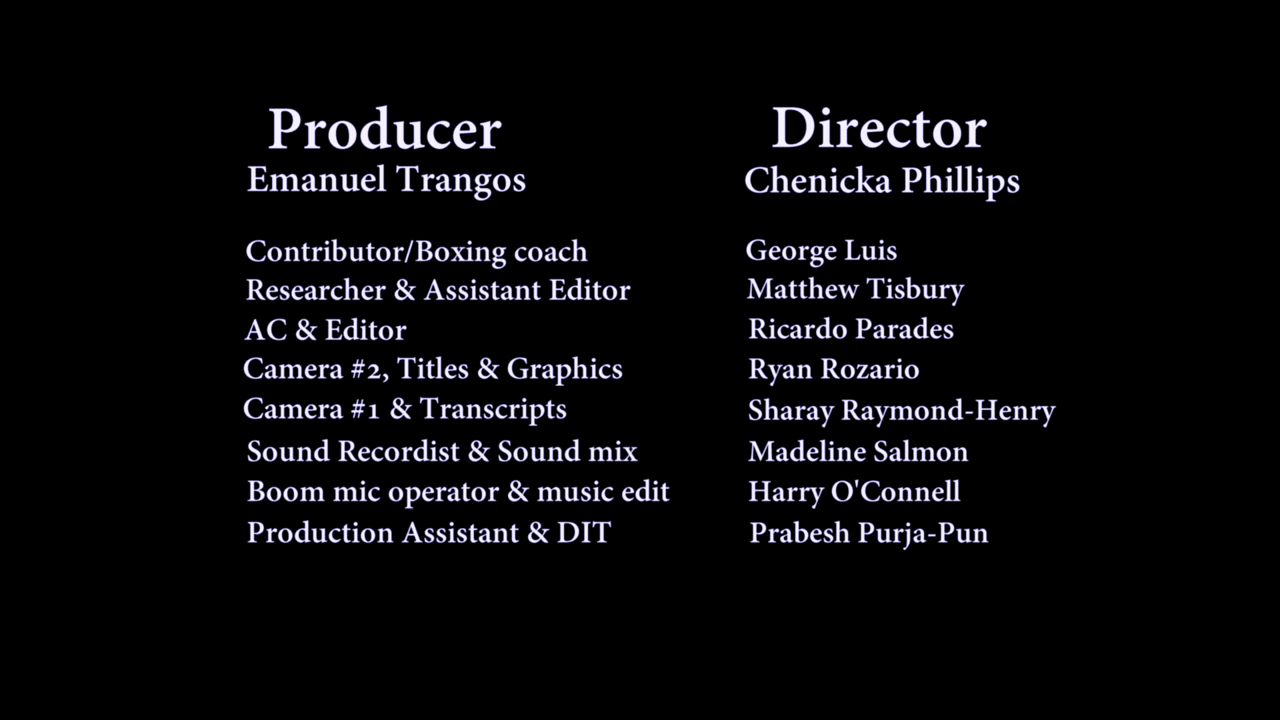 Producer Director
Emanuel Trangos Chenicka Phillips
Contributor/Boxing coach George Luis
Researcher & Assistant Editor Matthew Tisbury
AC & Editor Ricardo Parades
Camera #2, Titles & Graphics Ryan Rozario
Camera #1 & Transcripts Sharay Raymond-Henry
Sound Recordist & Sound mix Madeline Salmon
Boom mic operator & music edit Harry O'Connell
Production Assistant & DIT Prabesh Purja-Pun